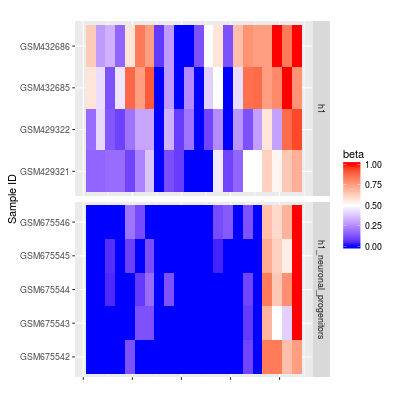 GSM432686
GSM432685
GSM429322
GSM429321
h1
GSM675546
GSM675545
GSM675544
GSM675543
GSM675542
h1_neuronal_progenitors
Sample ID
beta
1.00
0.75
0.50
0.25
0.00